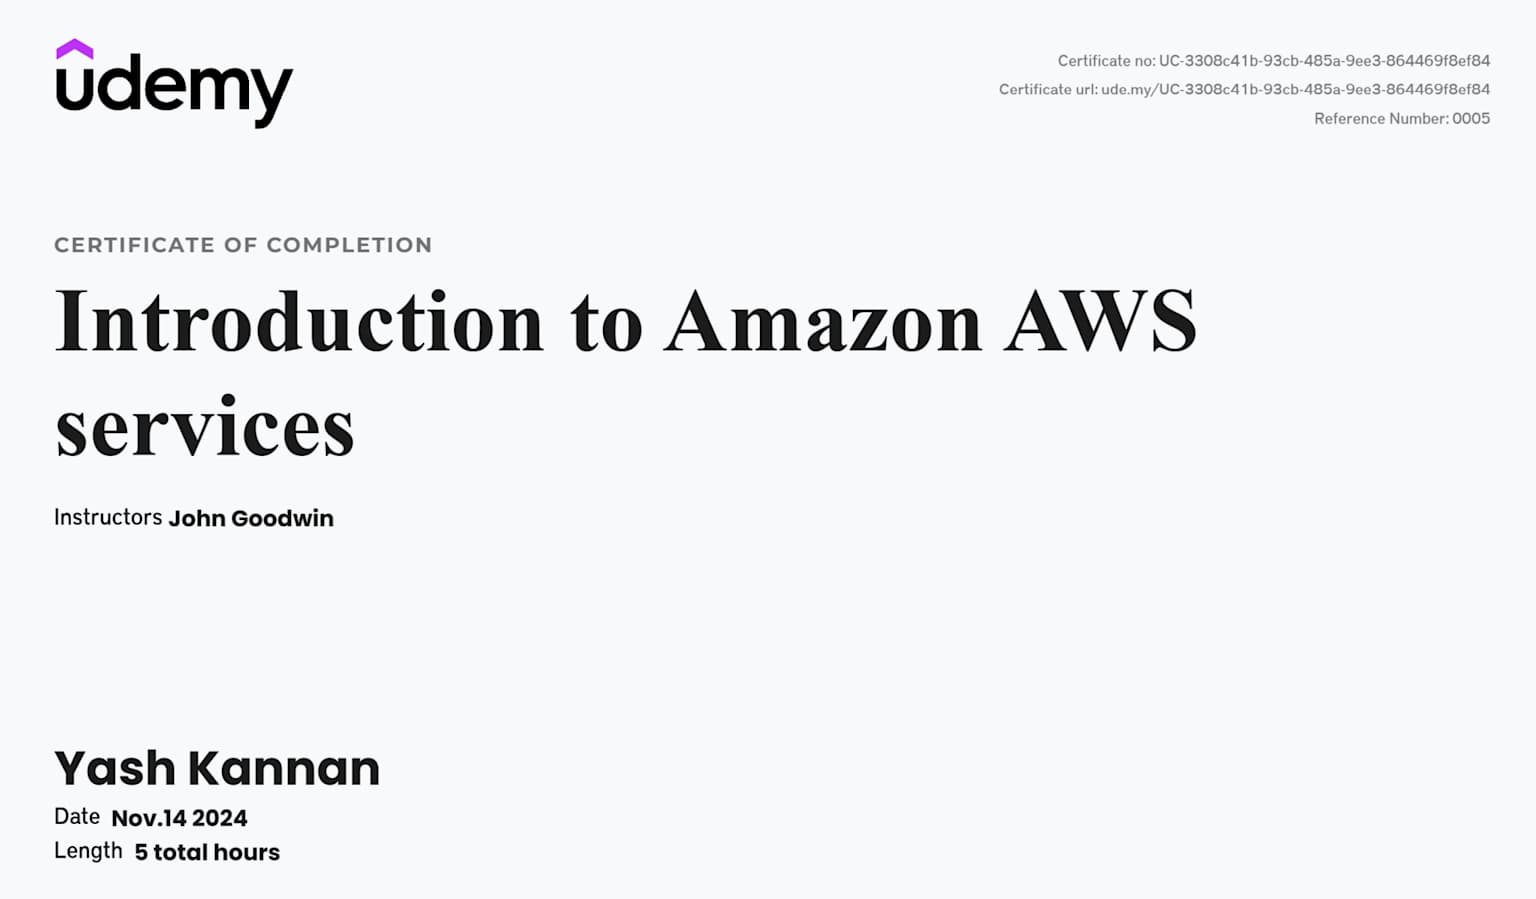 udemy
Certificate no: UC-3308c41b-93cb-485a-9ee3-864469f8ef84
Certificate url: ude.my/UC-3308c41b-93cb-485a-9ee3-864469f8ef84
Reference Number: 0005
CERTIFICATE OF COMPLETION
Introduction to Amazon AWS
services
Instructors John Goodwin
Yash Kannan
Date Nov.14 2024
Length 5 total hours